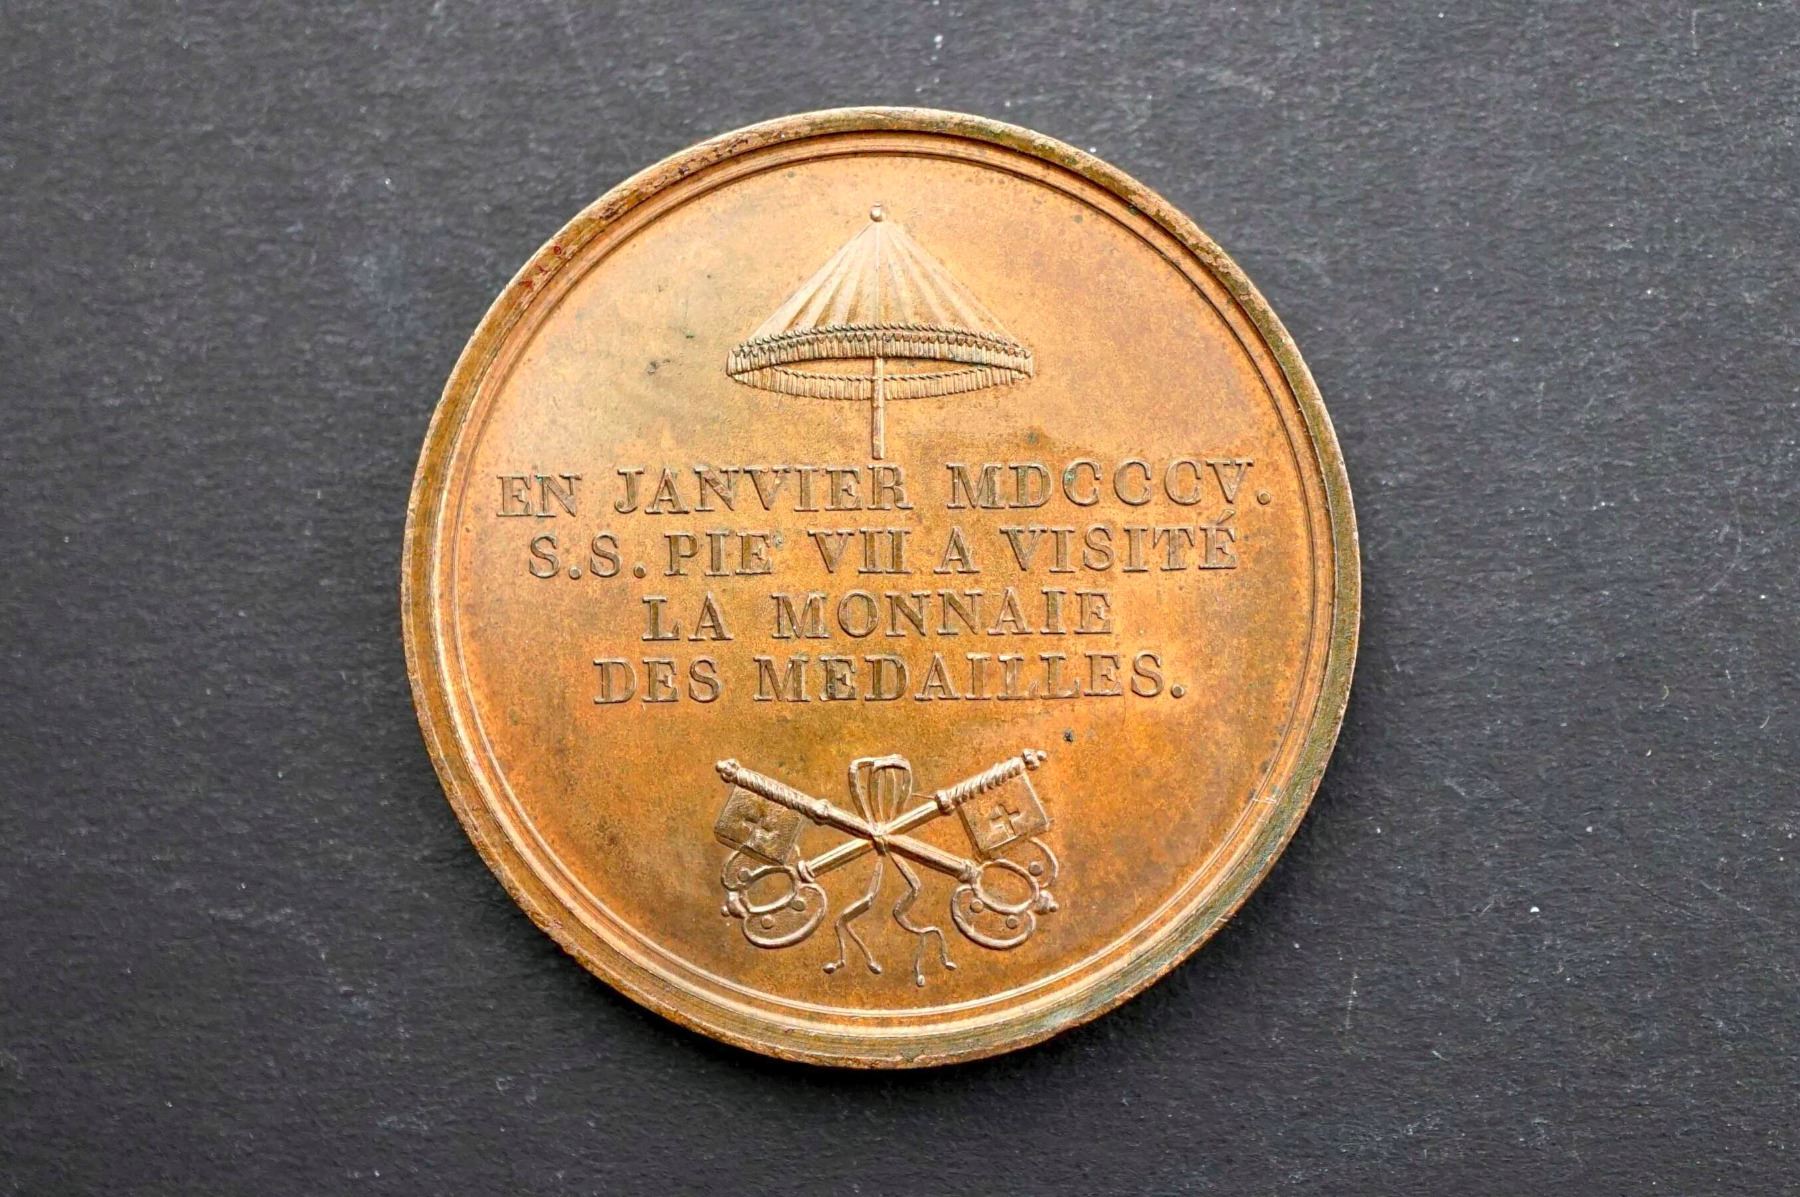 EN JANVIER MDCCCV.
S.S. PIE VII A VISITÉ
LA MONNAIE
DES MEDAILLES.